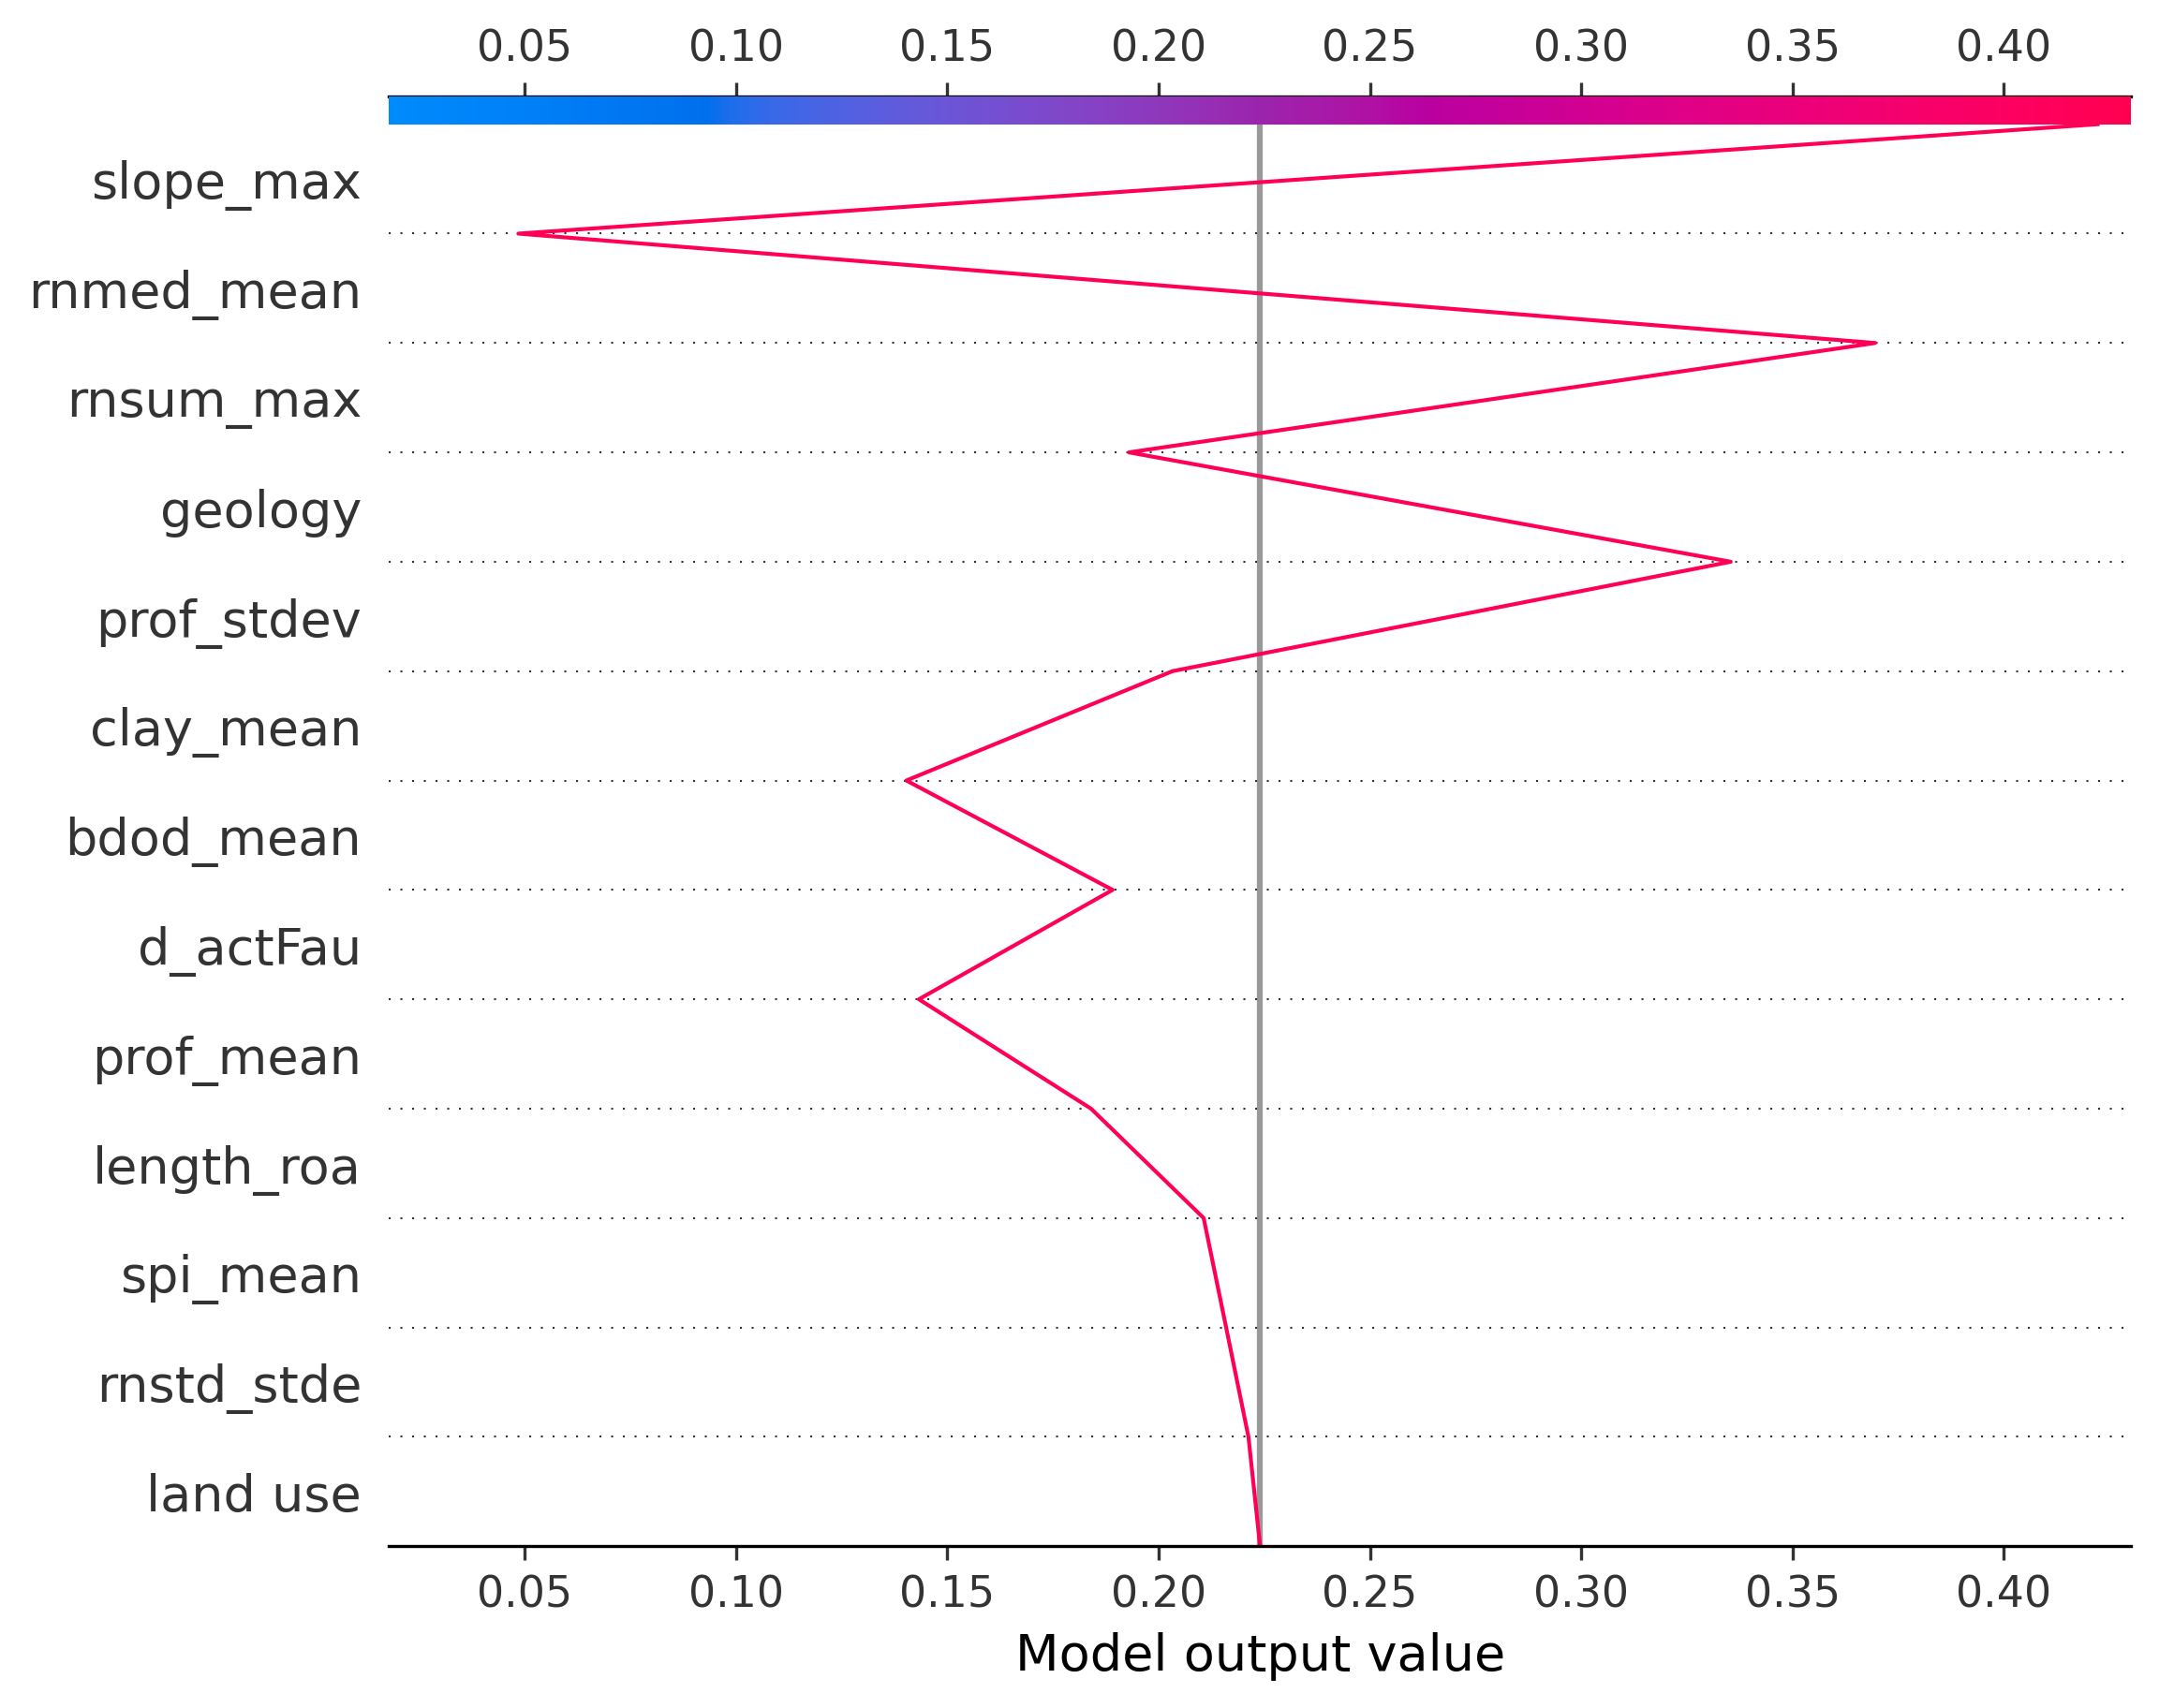 0.05 0.10 0.15 0.20 0.25 0.30 0.35 0.40
slope_max
rnmed_mean
rnsum_max
geology
prof_stdev
clay_mean
bdod_mean
d_actFau
prof_mean
length_roa
spi_mean
rnstd_stde
land use
0.05 0.10 0.15 0.20 0.25 0.30 0.35 0.40
Model output value